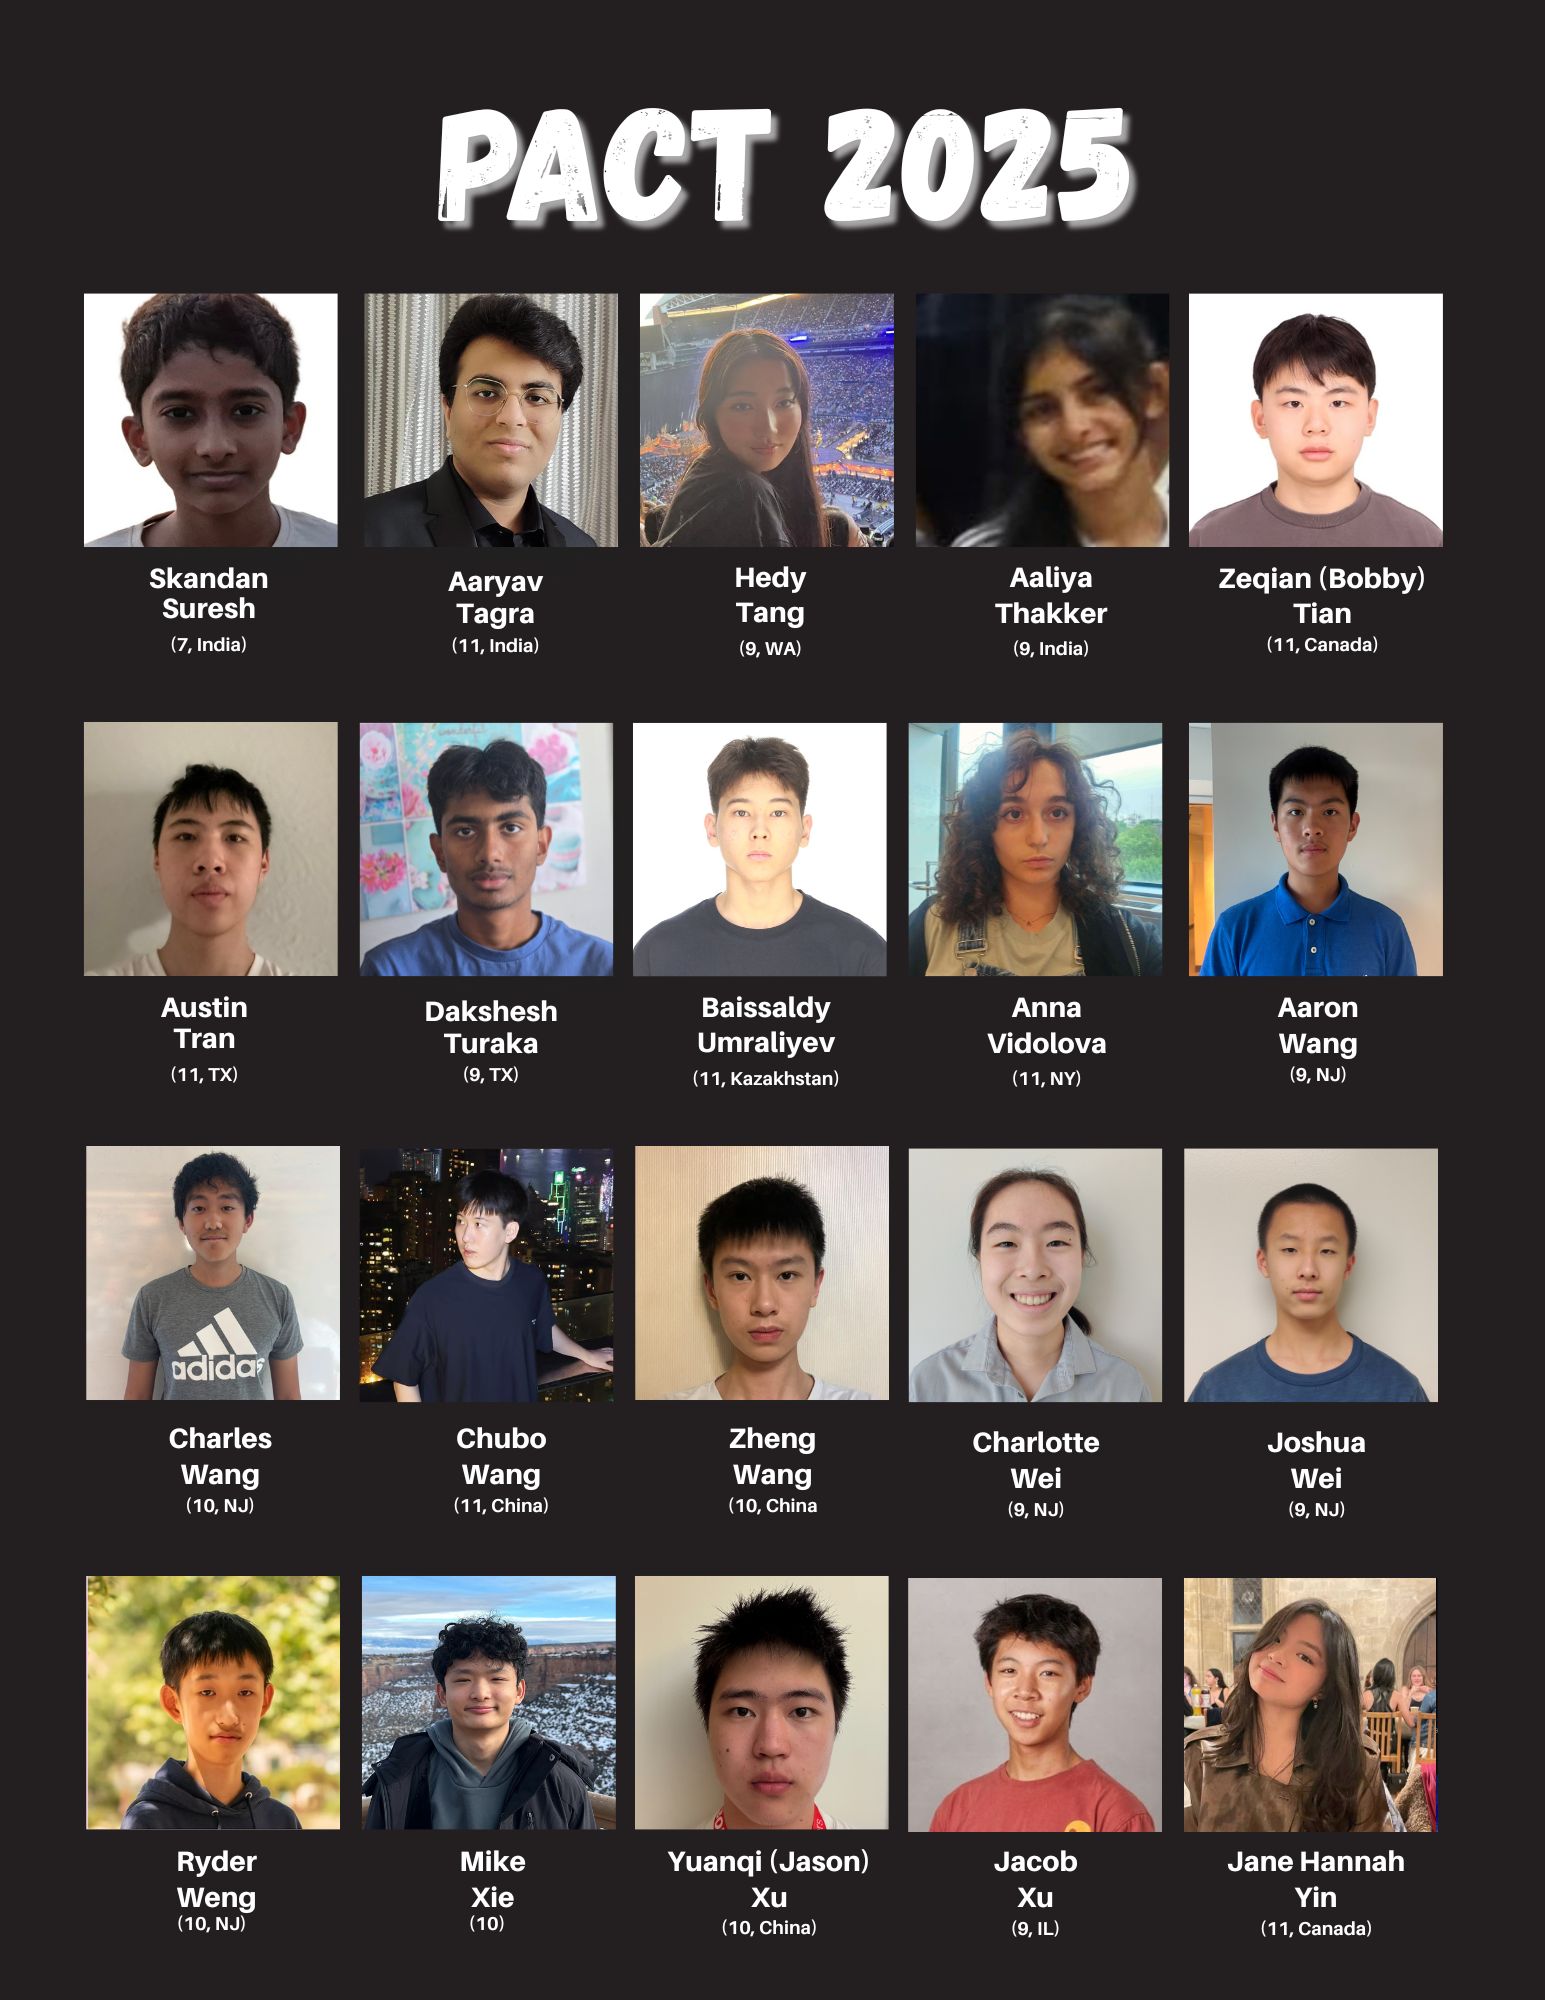 PACT 2025
Skandan
Suresh
(7, India)
Aaryav
Tagra
(11, India)
Hedy
Tang
(9, WA)
Aaliya
Thakker
(9, India)
Zeqian (Bobby)
Tian
(11, Canada)
wonderful
Austin
Tran
(11, TX)
Dakshesh
Turaka
(9, TX)
Baissaldy
Umraliyev
(11, Kazakhstan)
Anna
Vidolova
(11, NY)
Aaron
Wang
(9, NJ)
adidas
Charles
Wang
(10, NJ)
Chubo
Wang
(11, China)
Zheng
Wang
(10, China
Charlotte
Wei
(9, NJ)
Joshua
Wei
(9, NJ)
Ryder
Weng
(10, NJ)
Mike
Xie
(10)
Yuanqi (Jason)
Xu
(10, China)
Jacob
Xu
(9, IL)
Jane Hannah
Yin
(11, Canada)